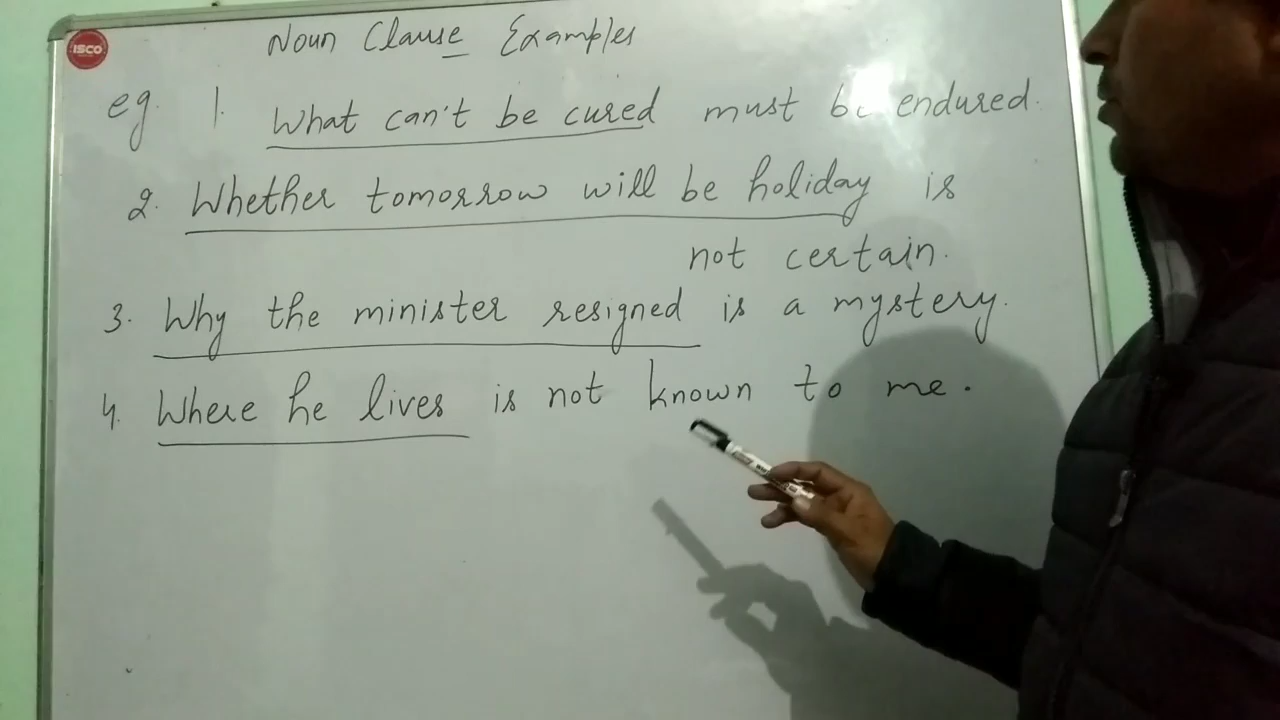 ISCO
Noun Clause Examples
eg. 1. What can't be cured must be endured.
2. Whether tomorrow will be holiday is
not certain.
3. Why the minister resigned is a mystery.
4. Where he lives is not known to me.